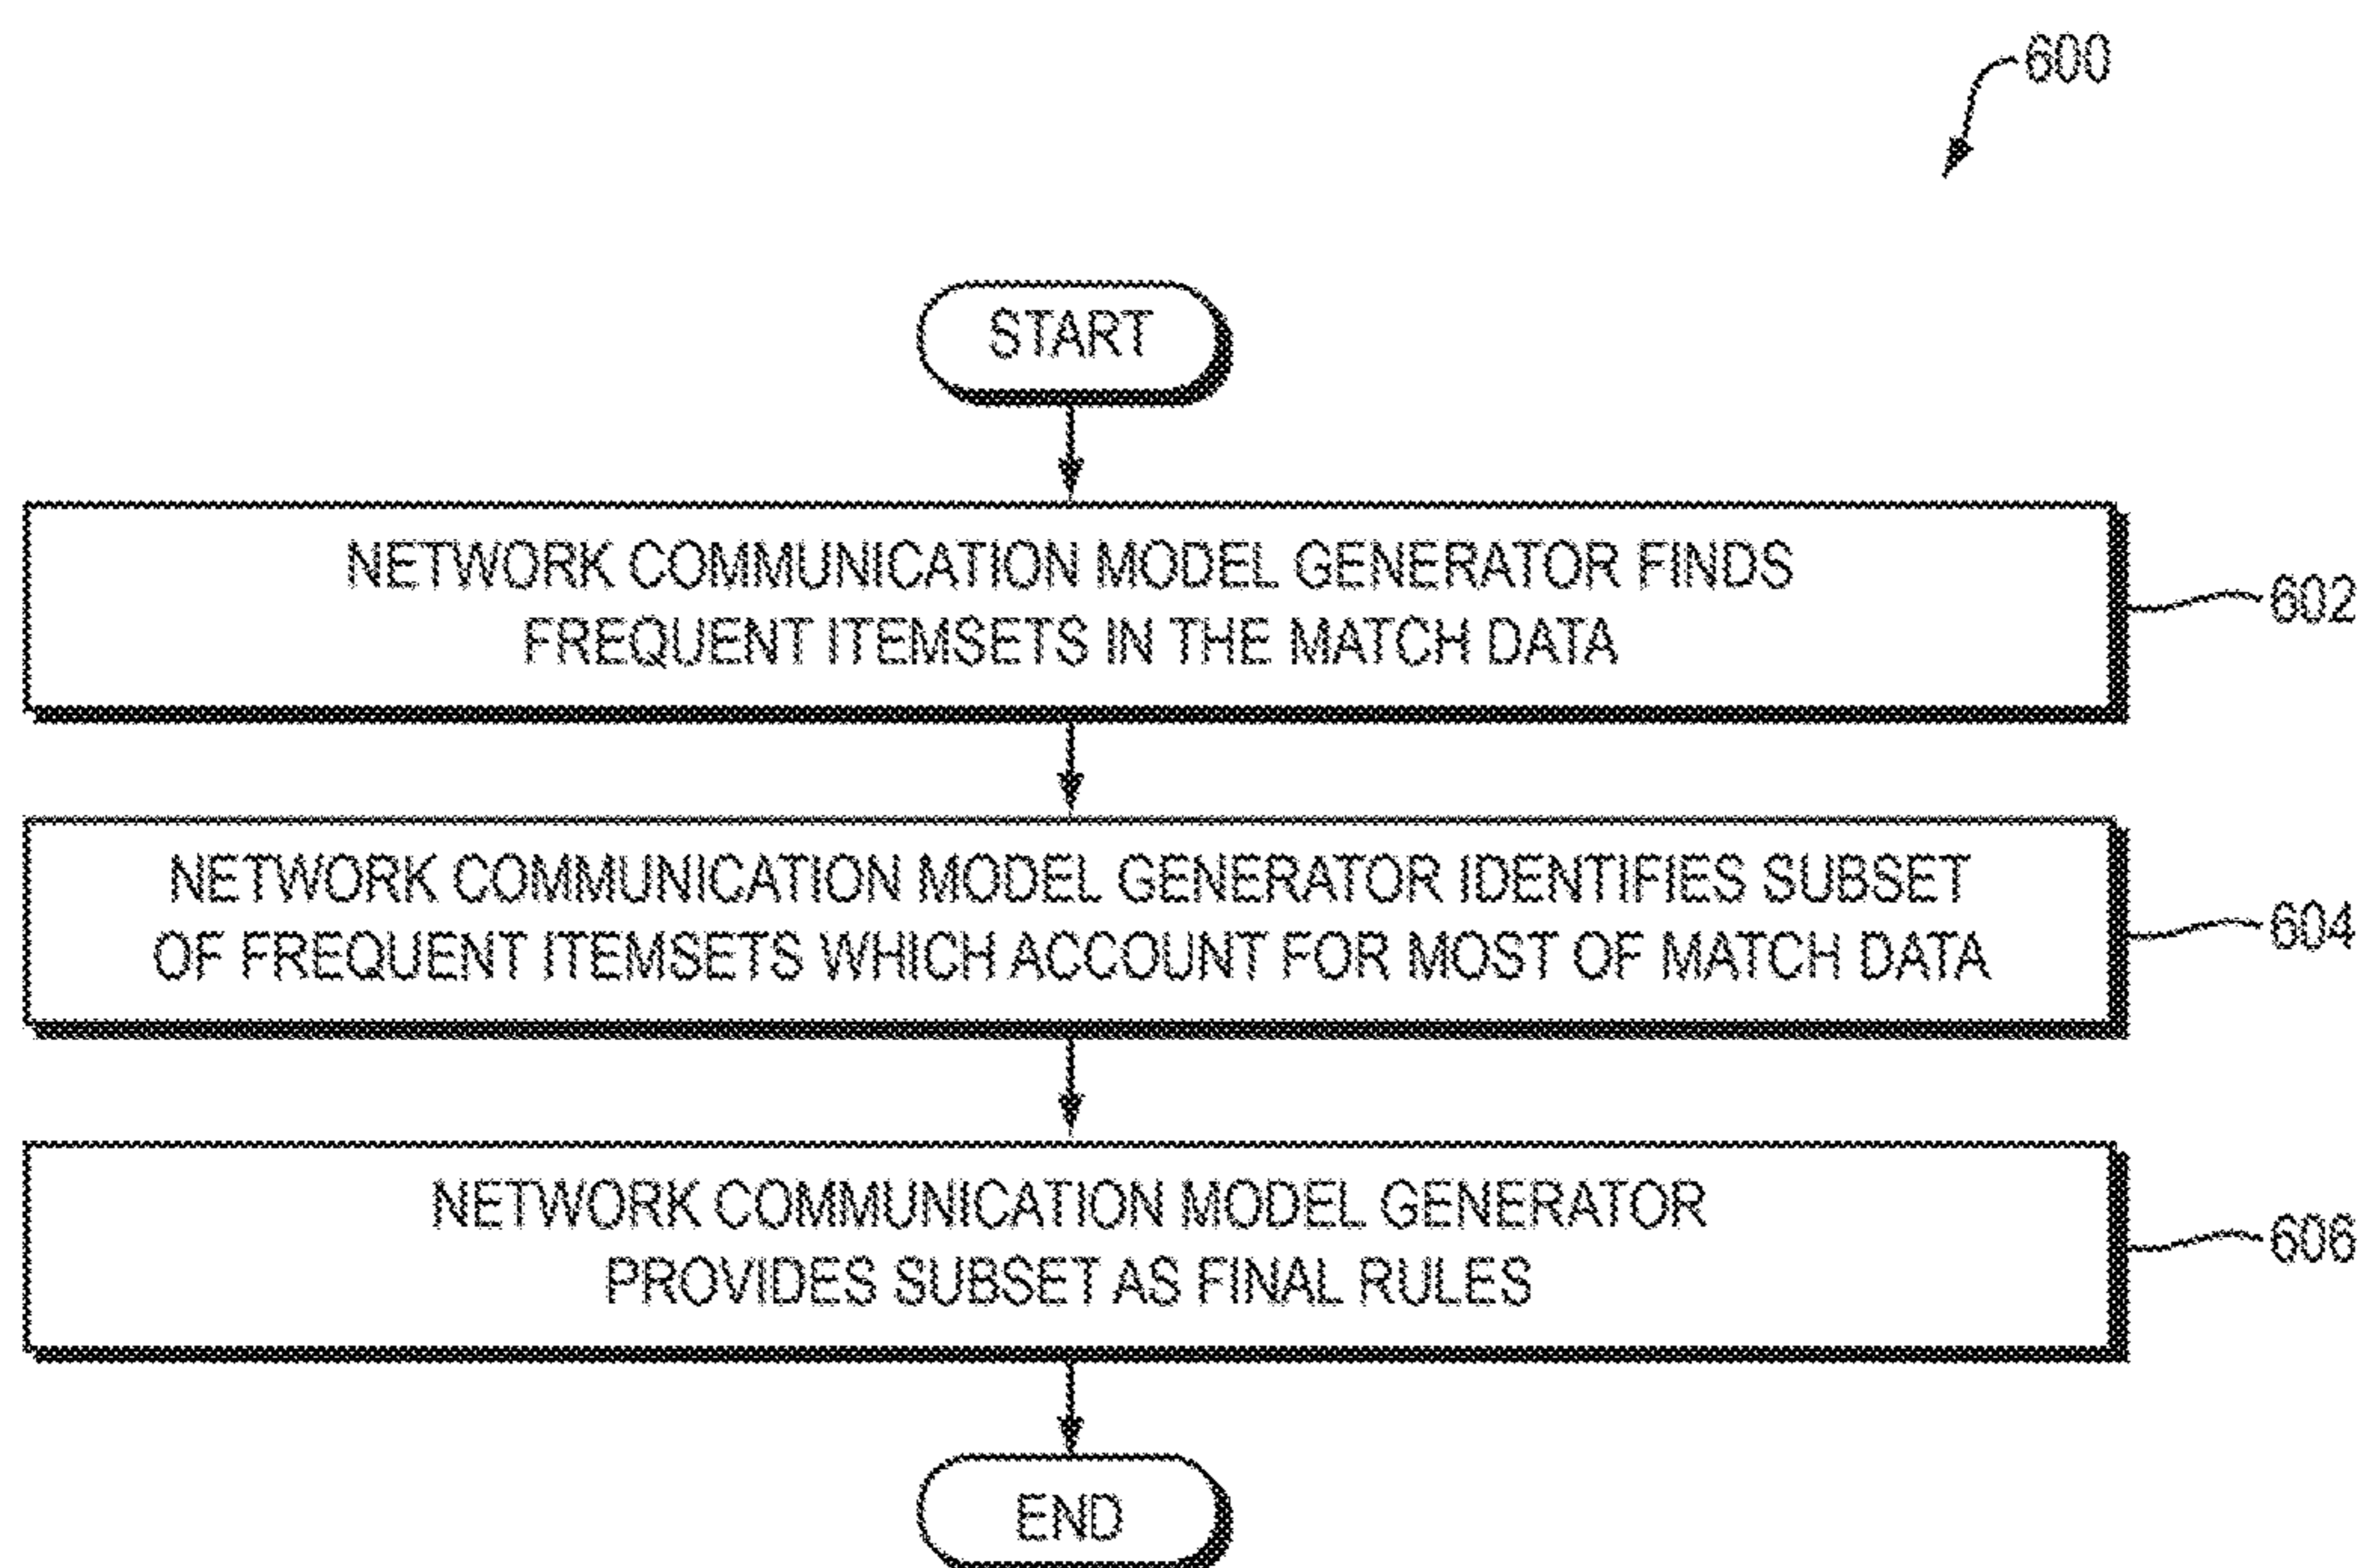 600
START
NETWORK COMMUNICATION MODEL GENERATOR FINDS
FREQUENT ITEMSETS IN THE MATCH DATA
602
NETWORK COMMUNICATION MODEL GENERATOR IDENTIFIES SUBSET
OF FREQUENT ITEMSETS WHICH ACCOUNT FOR MOST OF MATCH DATA
604
NETWORK COMMUNICATION MODEL GENERATOR
PROVIDES SUBSET AS FINAL RULES
606
END